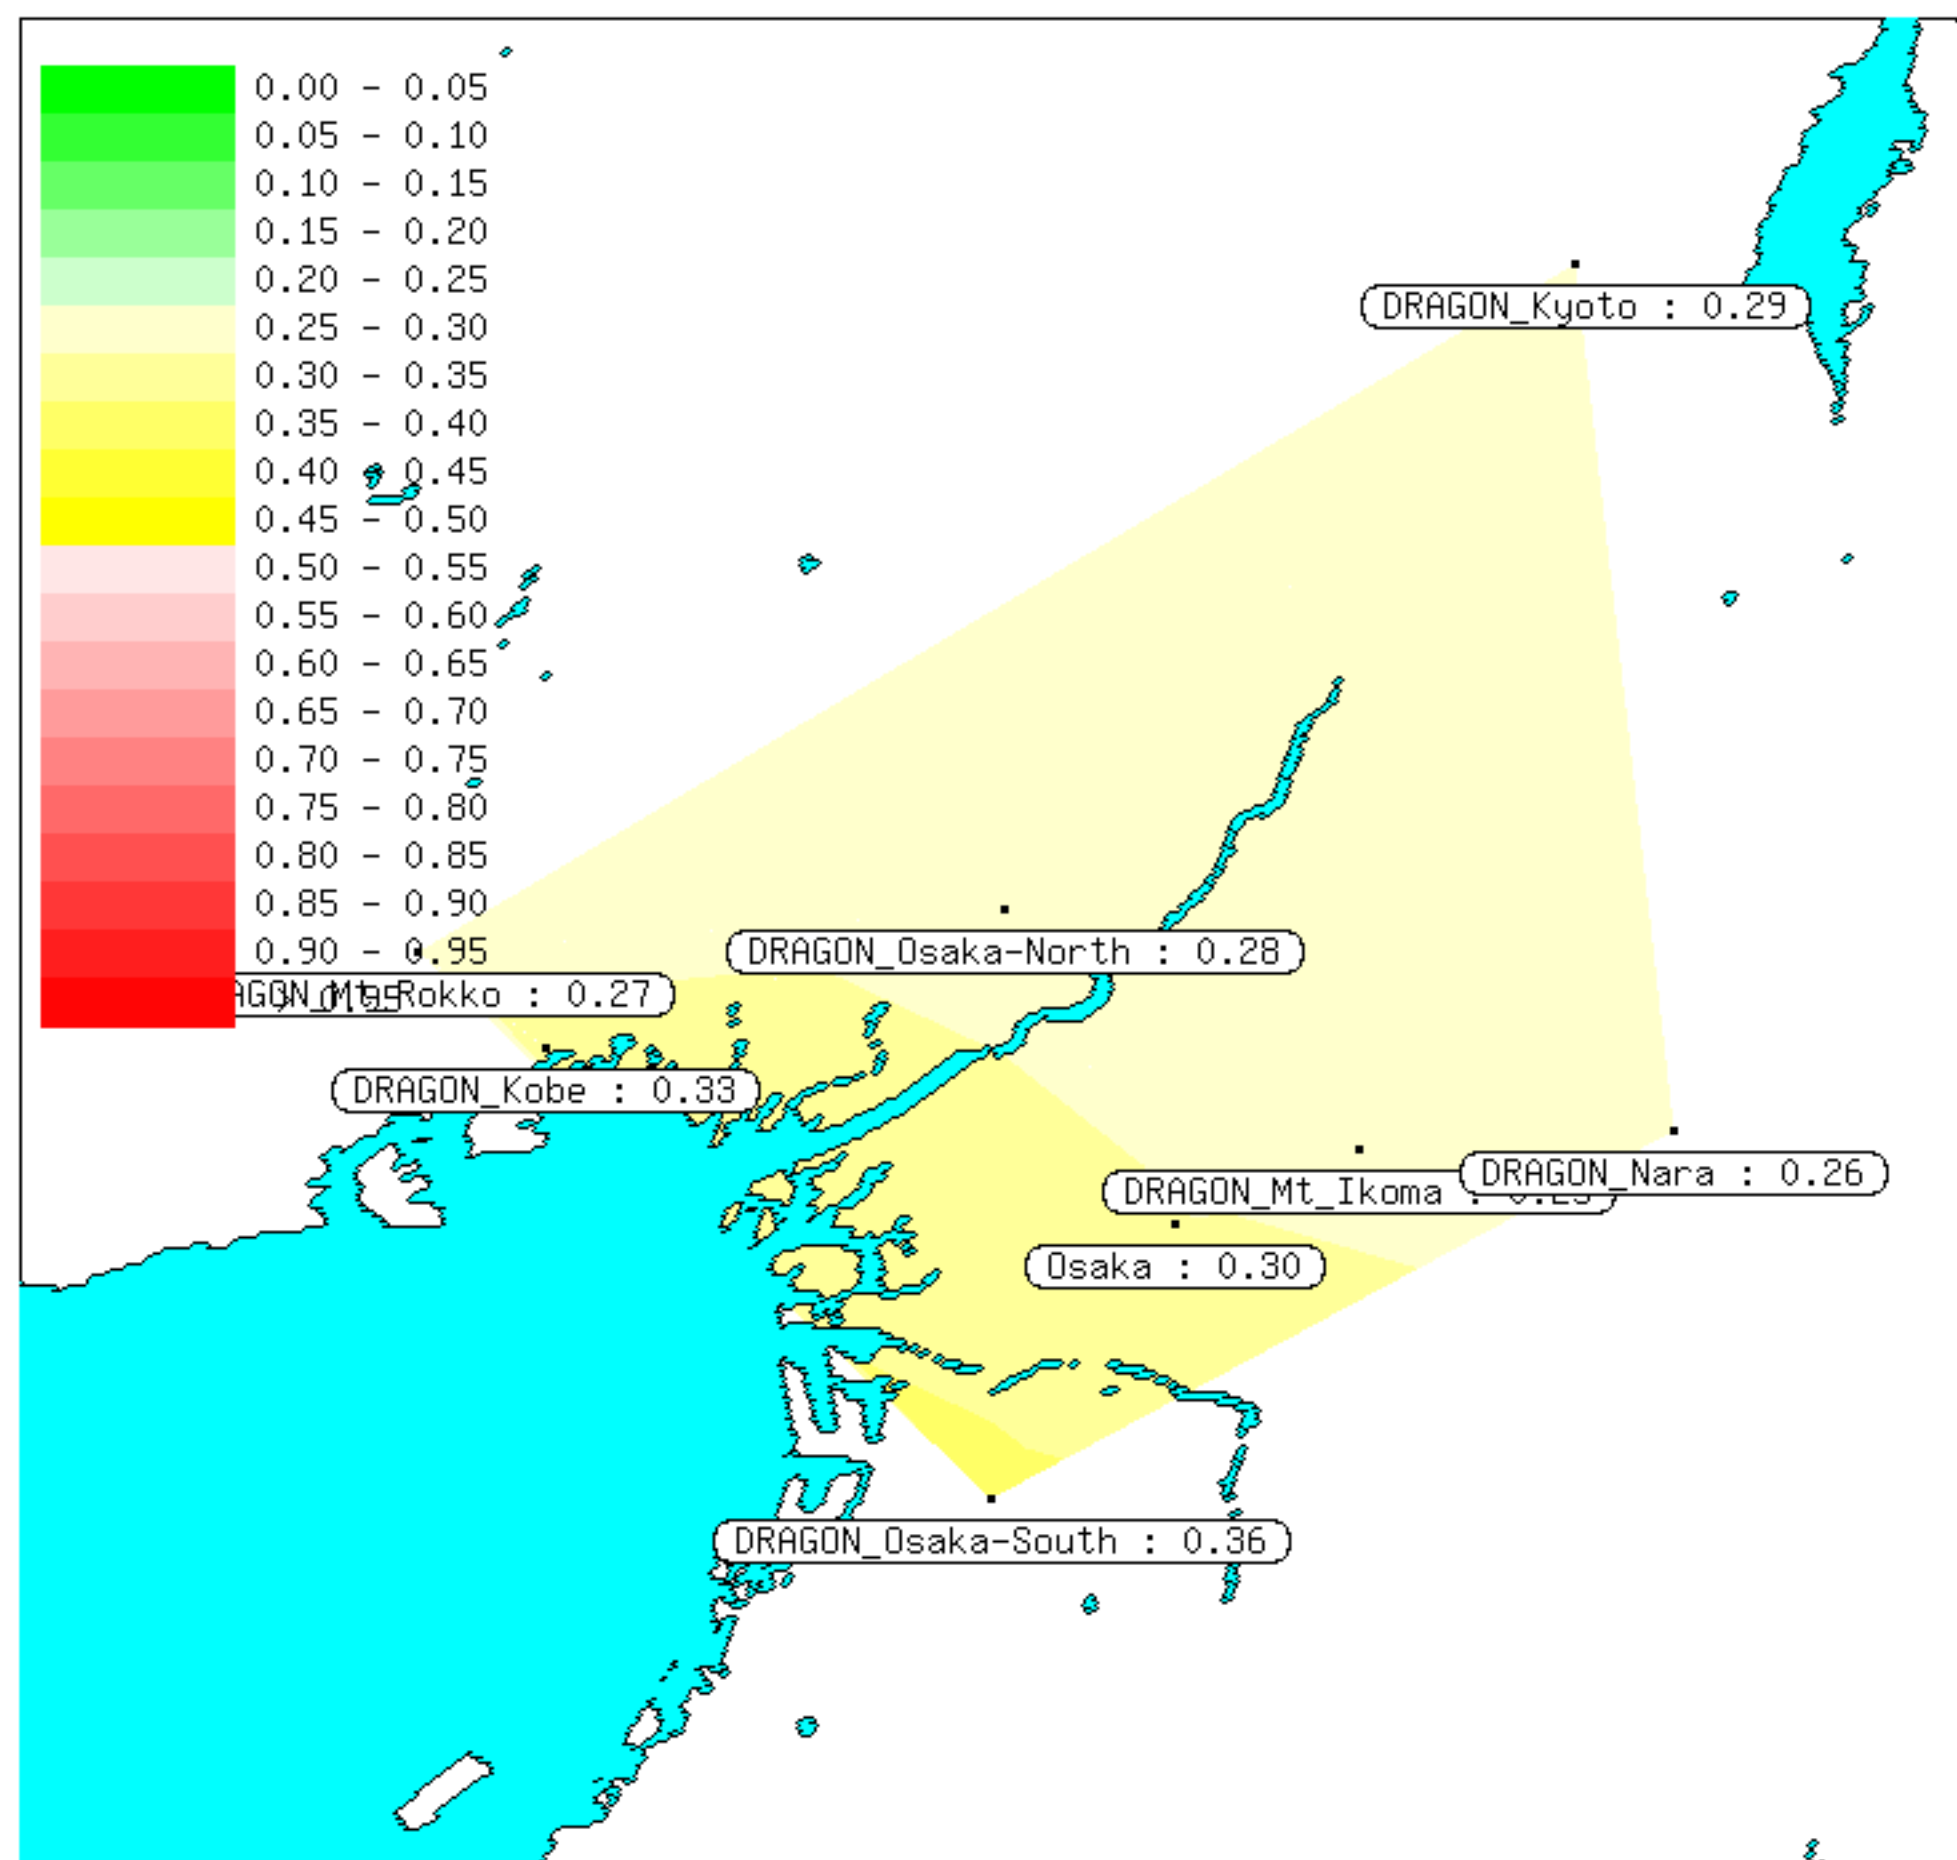 0.00 - 0.05
0.05 - 0.10
0.10 - 0.15
0.15 - 0.20
0.20 - 0.25
0.25 - 0.30
0.30 - 0.35
0.35 - 0.40
0.40 - 0.45
0.45 - 0.50
0.50 - 0.55
0.55 - 0.60
0.60 - 0.65
0.65 - 0.70
0.70 - 0.75
0.75 - 0.80
0.80 - 0.85
0.85 - 0.90
0.90 - 0.95
DRAGON_Kyoto : 0.29
DRAGON_Osaka-North : 0.28
Rokko : 0.27
DRAGON_Kobe : 0.33
DRAGON_Nara : 0.26
DRAGON_Mt_Ikoma :
Osaka : 0.30
DRAGON_Osaka-South : 0.36